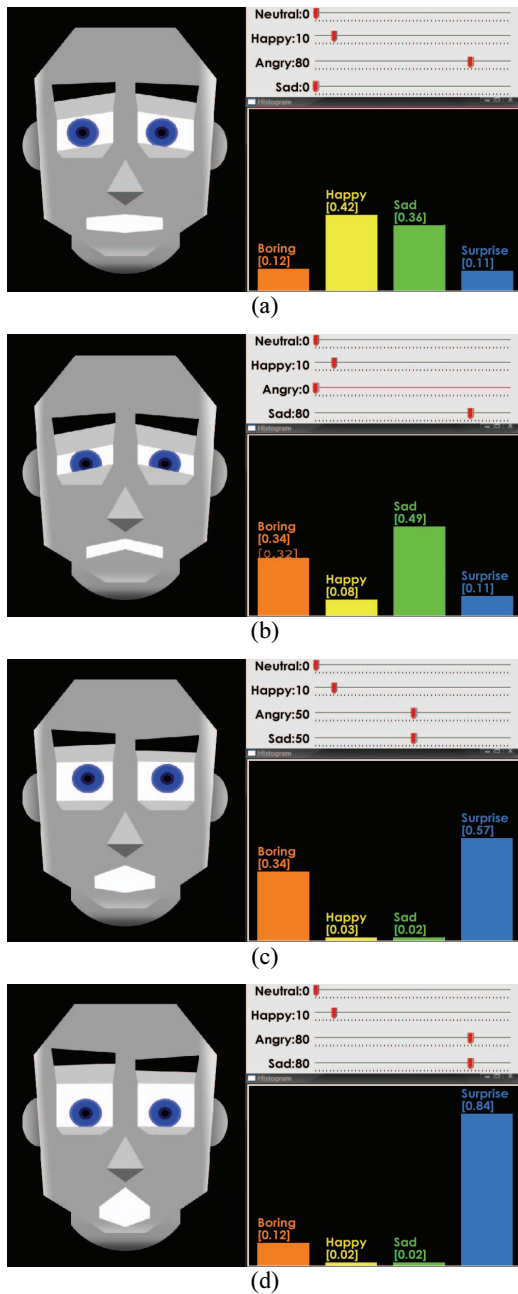 Neutral:0
Happy:10
Angry:80
Sad:0
Histogram
Happy
[0.42]
Sad
[0.36]
Boring
[0.12]
Surprise
[0.11]
(a)
Neutral:0
Happy:10
Angry:0
Sad:80
Histogram
Sad
[0.49]
Boring
[0.34]
[0.32]
Happy
[0.08]
Surprise
[0.11]
(b)
Neutral:0
Happy:10
Angry:50
Sad:50
Histogram
Surprise
[0.57]
Boring
[0.34]
Happy
[0.03]
Sad
[0.02]
(c)
Neutral:0
Happy:10
Angry:80
Sad:80
Histogram
Surprise
[0.84]
Boring
[0.12]
Happy
[0.02]
Sad
[0.02]
(d)